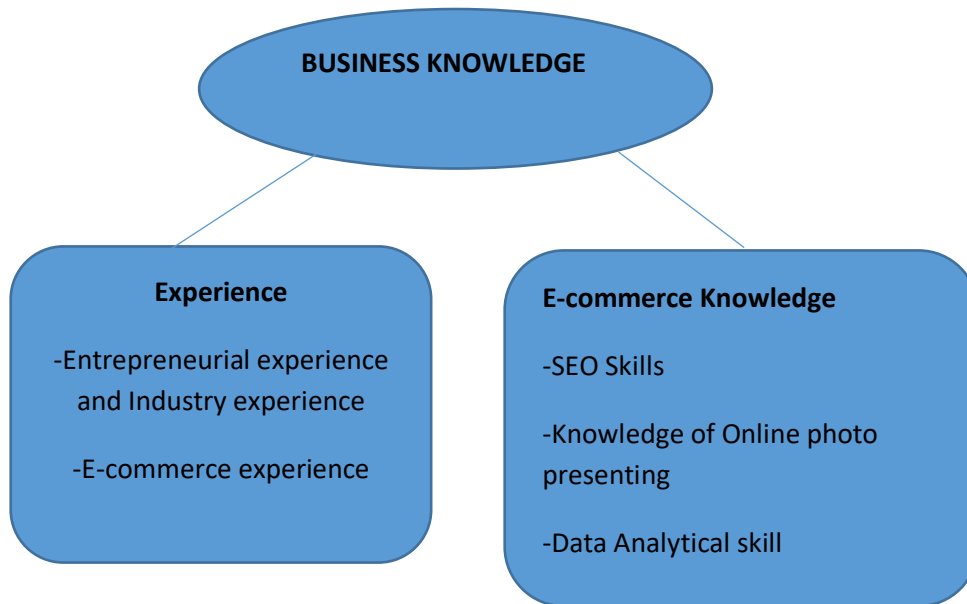 BUSINESS KNOWLEDGE
Experience
-Entrepreneurial experience
and Industry experience
-E-commerce experience
E-commerce Knowledge
-SEO Skills
-Knowledge of Online photo
presenting
-Data Analytical skill